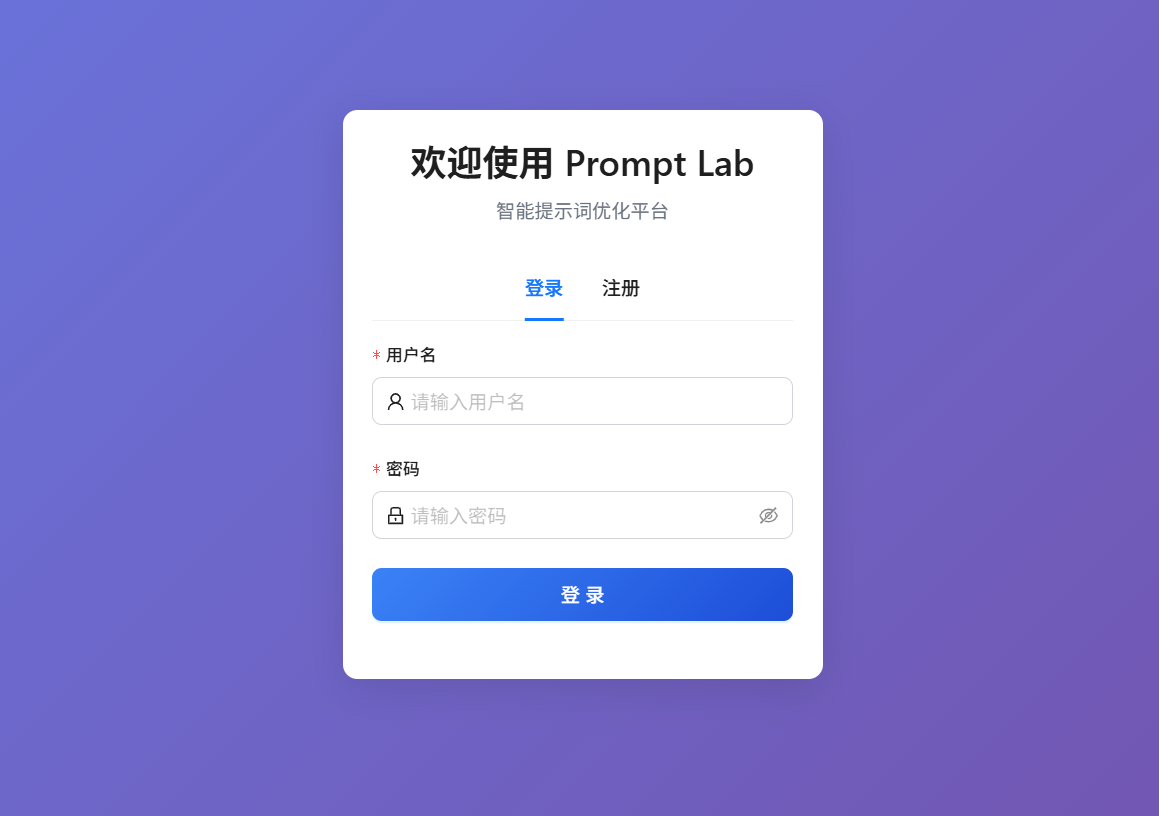 欢迎使用 Prompt Lab
智能提示词优化平台
登录 注册
* 用户名
请输入用户名
* 密码
请输入密码
登 录